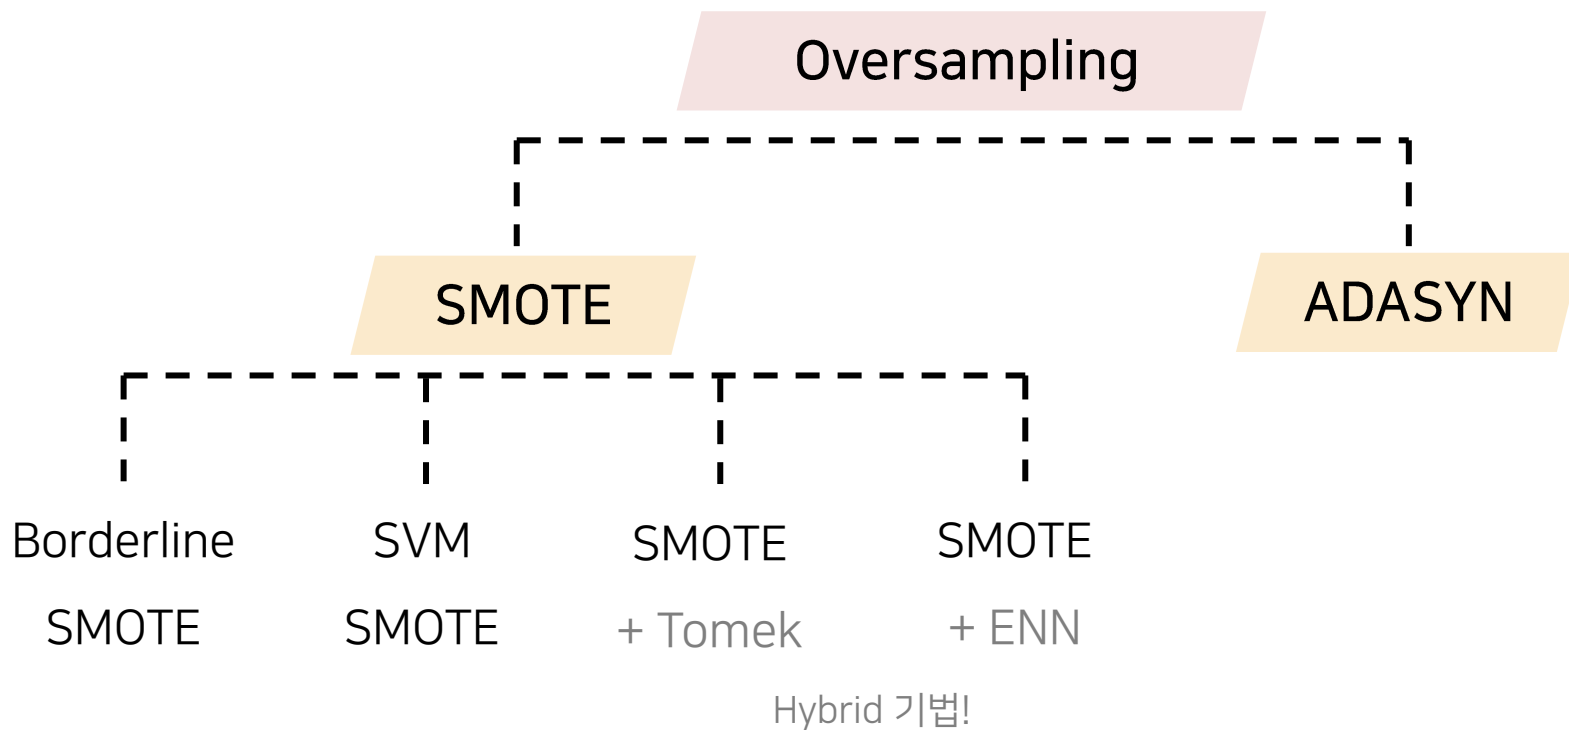 Oversampling
SMOTE
ADASYN
Borderline
SMOTE
SVM
SMOTE
SMOTE
+ Tomek
SMOTE
+ ENN
Hybrid 기법!